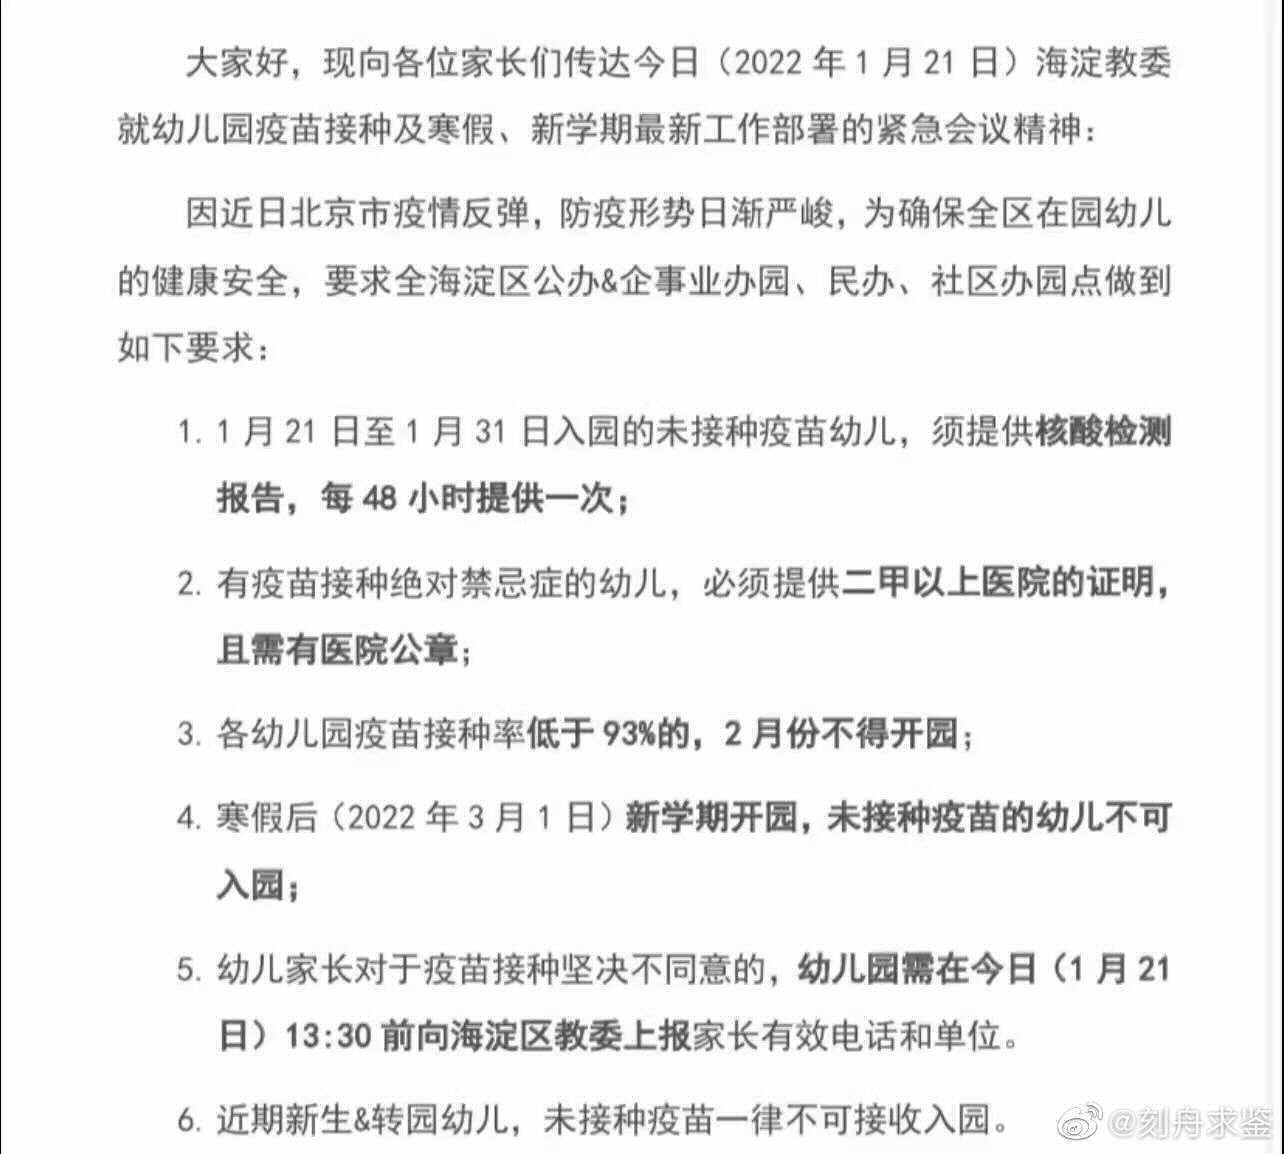 大家好，现向各位家长们传达今日（2022 年 1 月 21 日）海淀教委
就幼儿园疫苗接种及寒假、新学期最新工作部署的紧急会议精神：
因近日北京市疫情反弹，防疫形势日渐严峻，为确保全区在园幼儿
的健康安全，要求全海淀区公办&企事业办园、民办、社区办园点做到
如下要求：
1. 1 月 21 日至 1 月 31 日入园的未接种疫苗幼儿，须提供核酸检测
报告，每 48 小时提供一次；
2. 有疫苗接种绝对禁忌症的幼儿，必须提供二甲以上医院的证明，
且需有医院公章；
3. 各幼儿园疫苗接种率低于 93%的，2 月份不得开园；
4. 寒假后（2022 年 3 月 1 日）新学期开园，未接种疫苗的幼儿不可
入园；
5. 幼儿家长对于疫苗接种坚决不同意的，幼儿园需在今日（1 月 21
日）13:30 前向海淀区教委上报家长有效电话和单位。
6. 近期新生&转园幼儿，未接种疫苗一律不可接收入园。
@刻舟求鉴